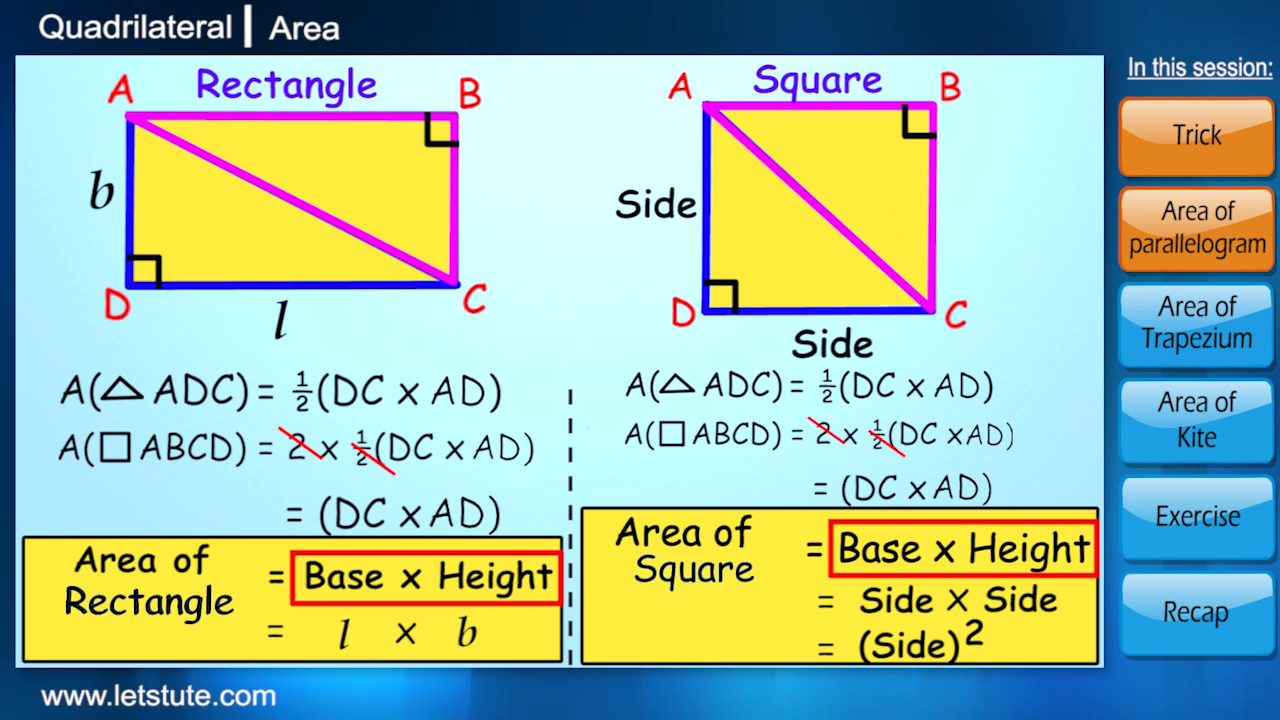 Quadrilateral | Area
In this session:
Rectangle
A
B
b
D
C
l
A(△ ADC) = ½(DC x AD)
A(□ ABCD) = 2 x ½(DC x AD)
= (DC x AD)
Area of
Rectangle
= Base x Height
= l x b
Square
A
B
Side
D
C
Side
A(△ ADC) = ½(DC x AD)
A(□ ABCD) = 2 x ½(DC x AD)
= (DC x AD)
Area of
Square
= Base x Height
= Side x Side
= (Side)²
Trick
Area of
parallelogram
Area of
Trapezium
Area of
Kite
Exercise
Recap
www.letstute.com